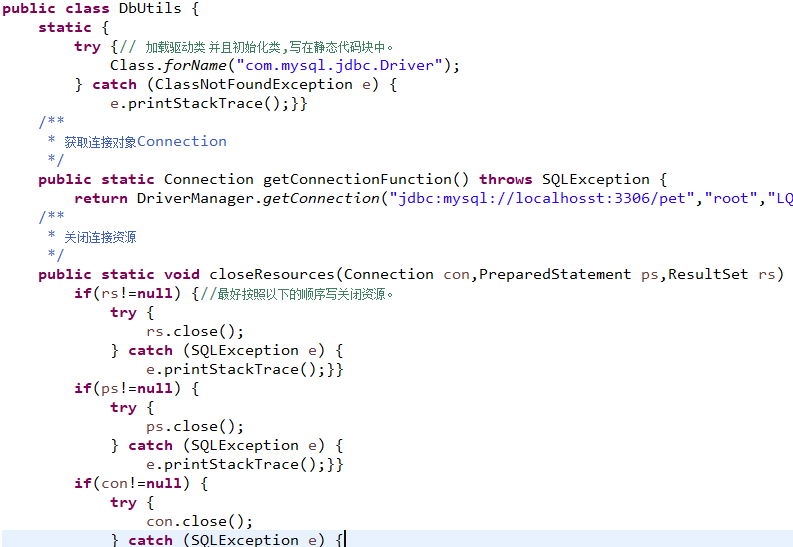 public class DbUtils {
static {
try {// 加载驱动类 并且初始化类,写在静态代码块中。
Class.forName("com.mysql.jdbc.Driver");
} catch (ClassNotFoundException e) {
e.printStackTrace();}}
/**
* 获取连接对象Connection
*/
public static Connection getConnectionFunction() throws SQLException {
return DriverManager.getConnection("jdbc:mysql://localhosst:3306/pet","root","LQ
/**
* 关闭连接资源
*/
public static void closeResources(Connection con,PreparedStatement ps,ResultSet rs)
if(rs!=null) {//最好按照以下的顺序写关闭资源。
try {
rs.close();
} catch (SQLException e) {
e.printStackTrace();}}
if(ps!=null) {
try {
ps.close();
} catch (SQLException e) {
e.printStackTrace();}}
if(con!=null) {
try {
con.close();
} catch (SQLException e) {